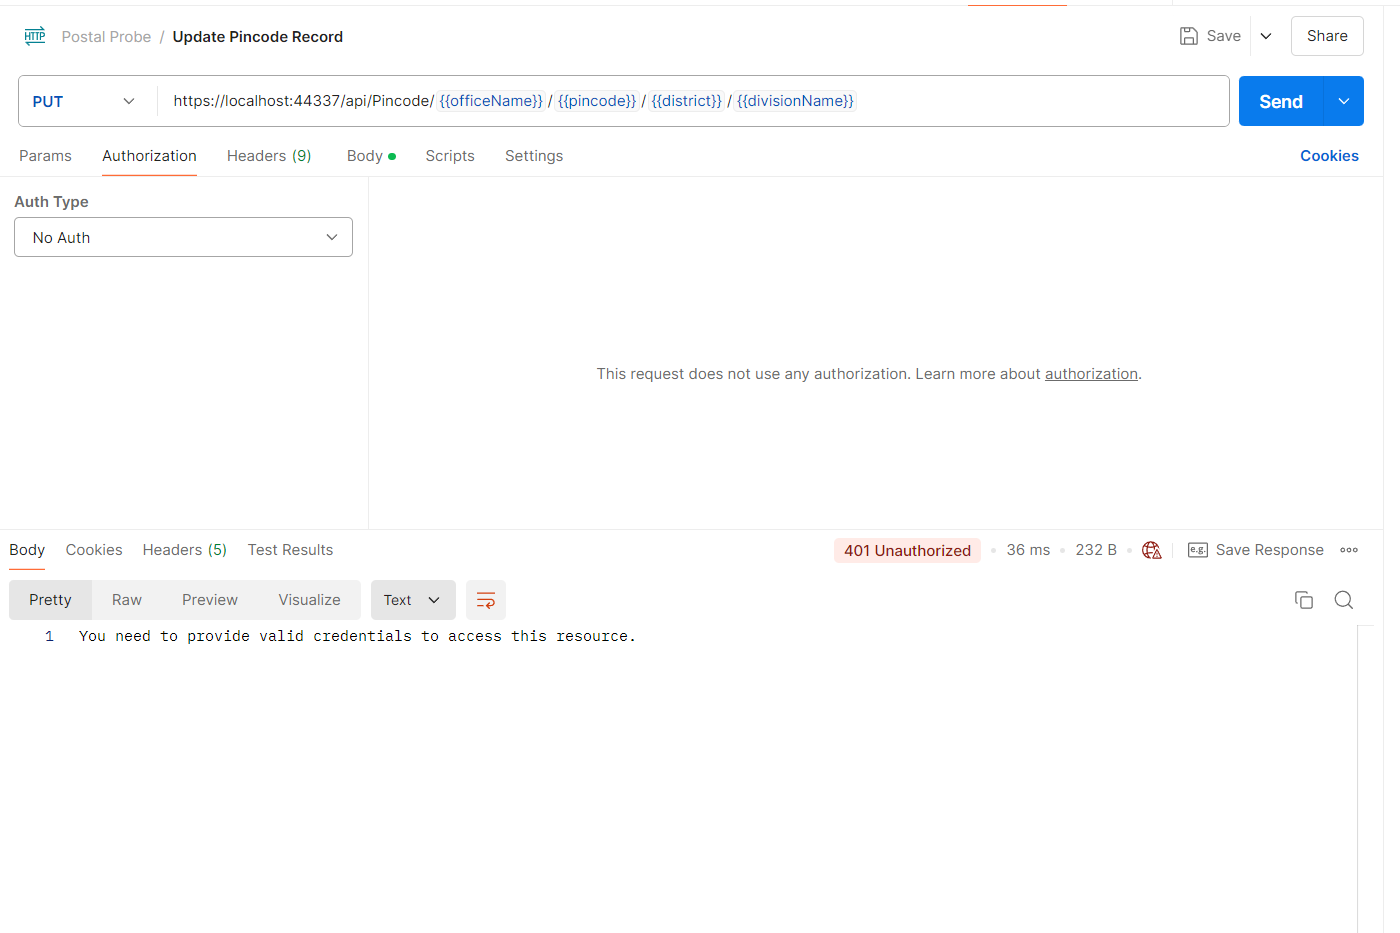 HTTP Postal Probe / Update Pincode Record Save Share
PUT https://localhost:44337/api/Pincode/ {{officeName}} / {{pincode}} / {{district}} / {{divisionName}} Send
Params Authorization Headers (9) Body Scripts Settings Cookies
Auth Type
No Auth
This request does not use any authorization. Learn more about authorization.
Body Cookies Headers (5) Test Results 401 Unauthorized 36 ms 232 B e.g. Save Response
Pretty Raw Preview Visualize Text
1 You need to provide valid credentials to access this resource.